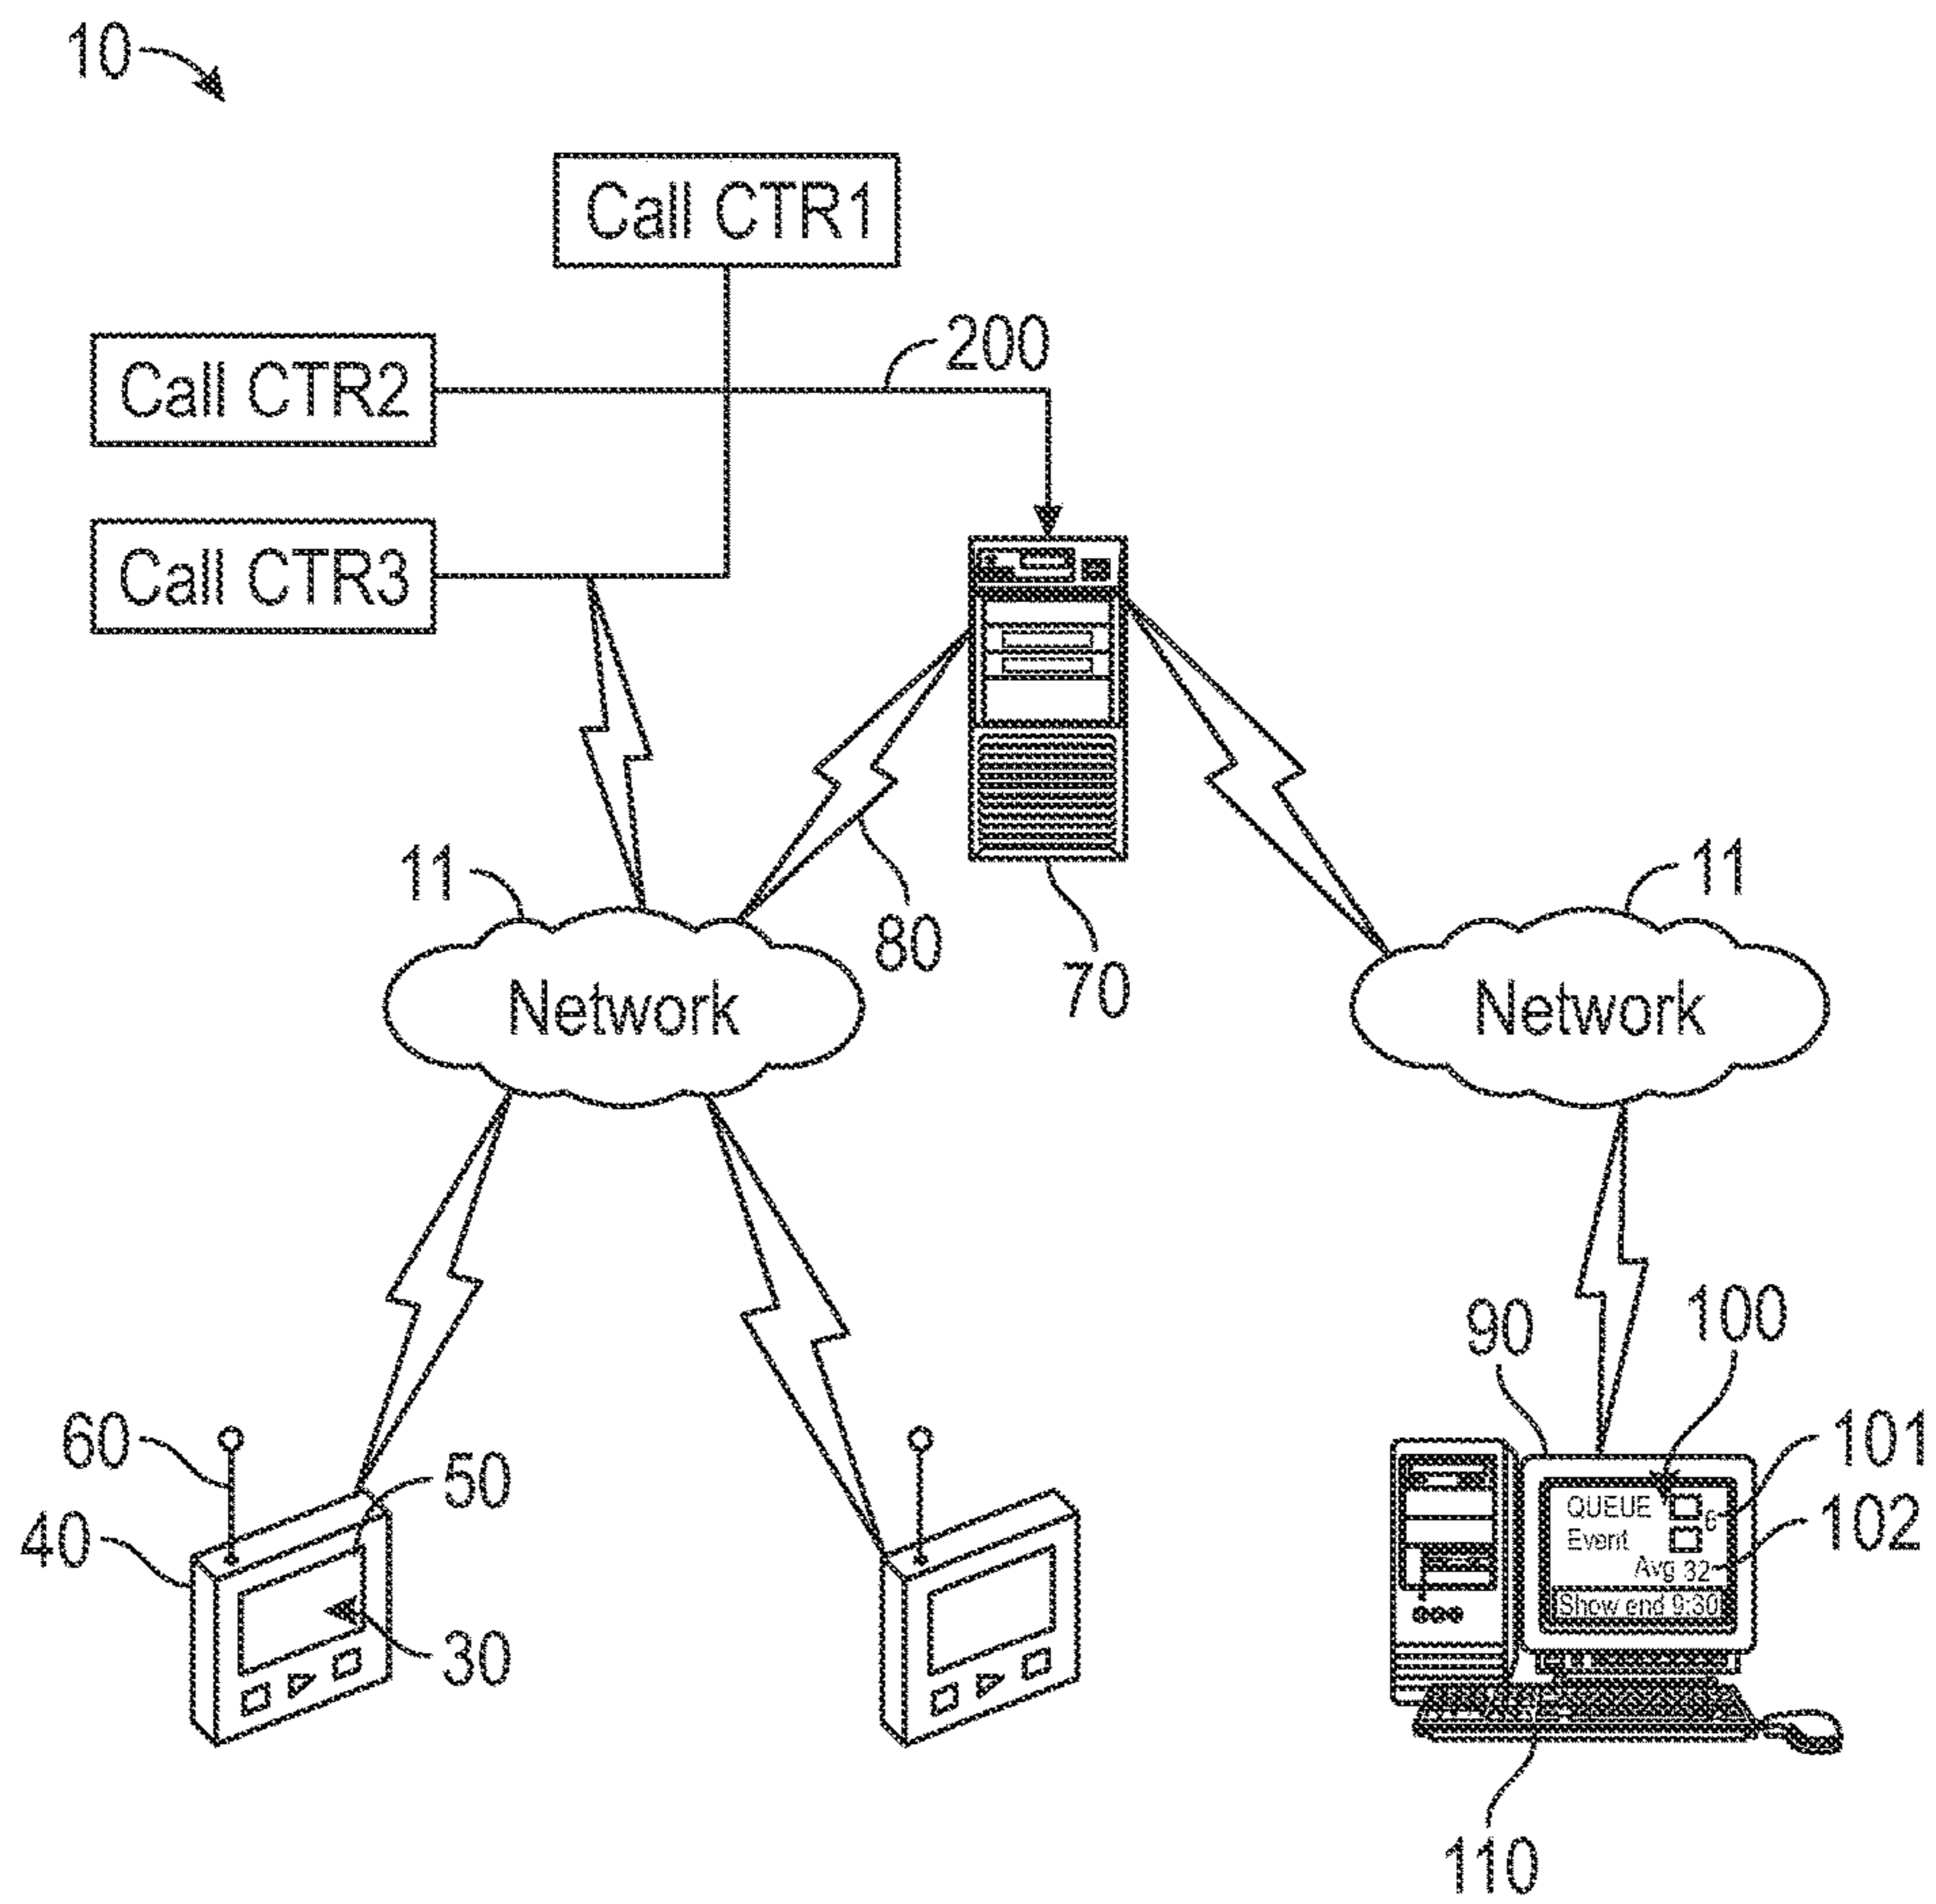 10
Call CTR1
200
Call CTR2
Call CTR3
11
80
70
11
Network
Network
90
100
60
50
101
40
102
QUEUE
6
Event
Avg 32
Show end 9:30
30
110